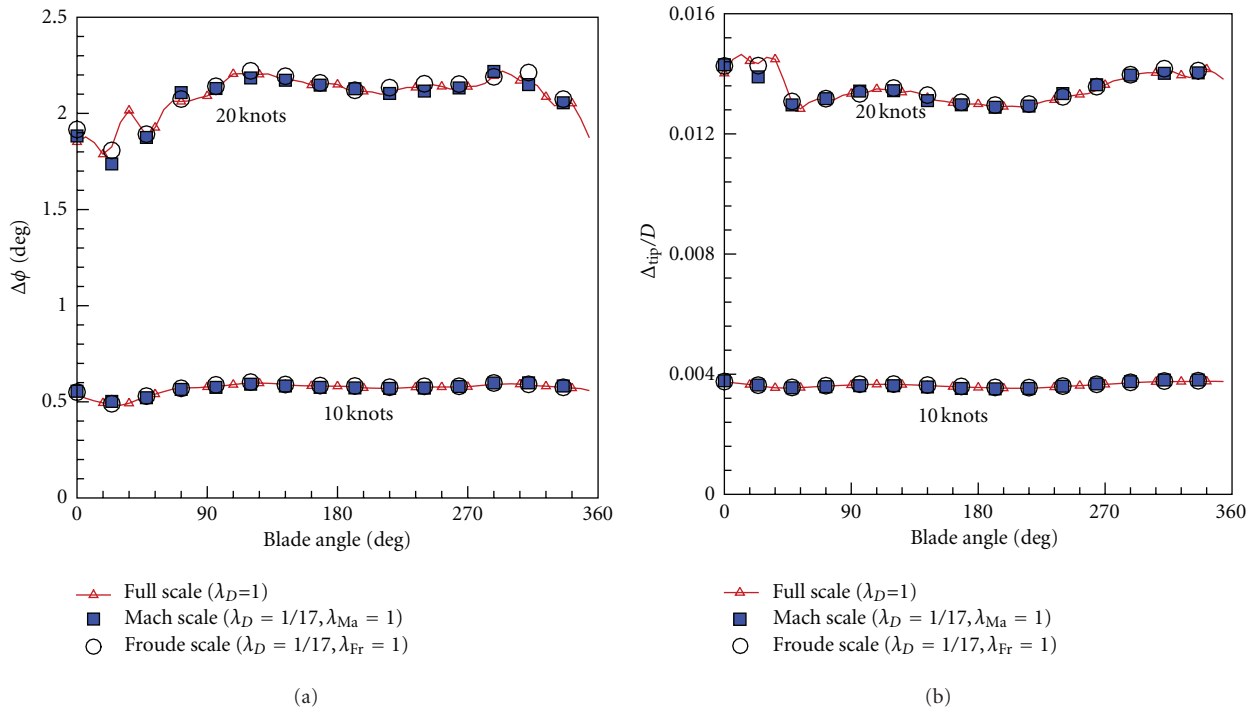 2.5
2
1.5
1
0.5
0
Δϕ (deg)
20 knots
10 knots
0 90 180 270 360
Blade angle (deg)
Full scale (λ_D=1)
Mach scale (λ_D = 1/17, λ_Ma = 1)
Froude scale (λ_D = 1/17, λ_Fr = 1)
(a)
0.016
0.012
0.008
0.004
0
Δ_tip/D
20 knots
10 knots
0 90 180 270 360
Blade angle (deg)
Full scale (λ_D=1)
Mach scale (λ_D = 1/17, λ_Ma = 1)
Froude scale (λ_D = 1/17, λ_Fr = 1)
(b)